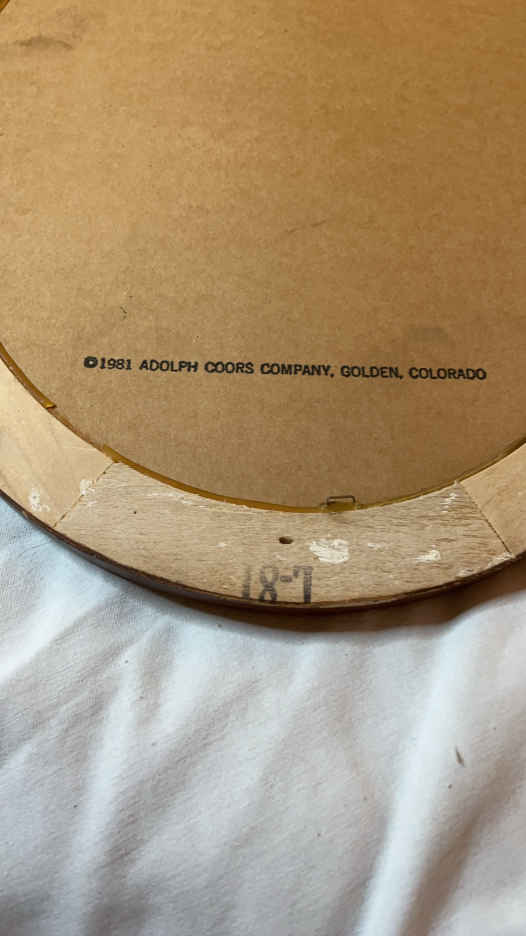 ©1981 ADOLPH COORS COMPANY, GOLDEN, COLORADO
L-81